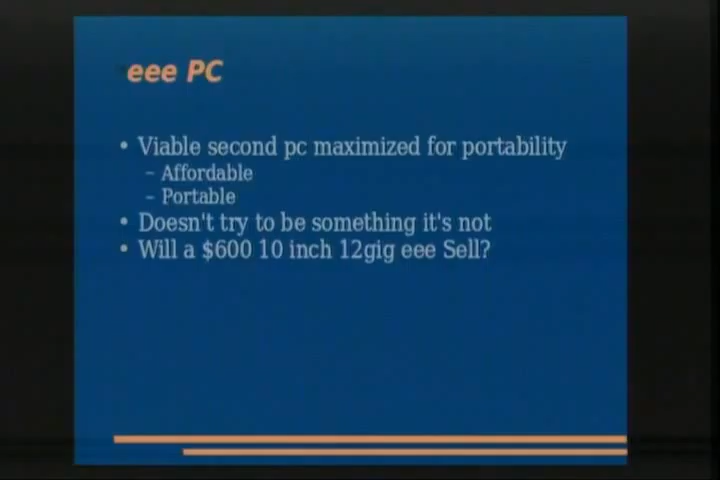 eee PC
• Viable second pc maximized for portability
– Affordable
– Portable
• Doesn't try to be something it's not
• Will a $600 10 inch 12gig eee Sell?